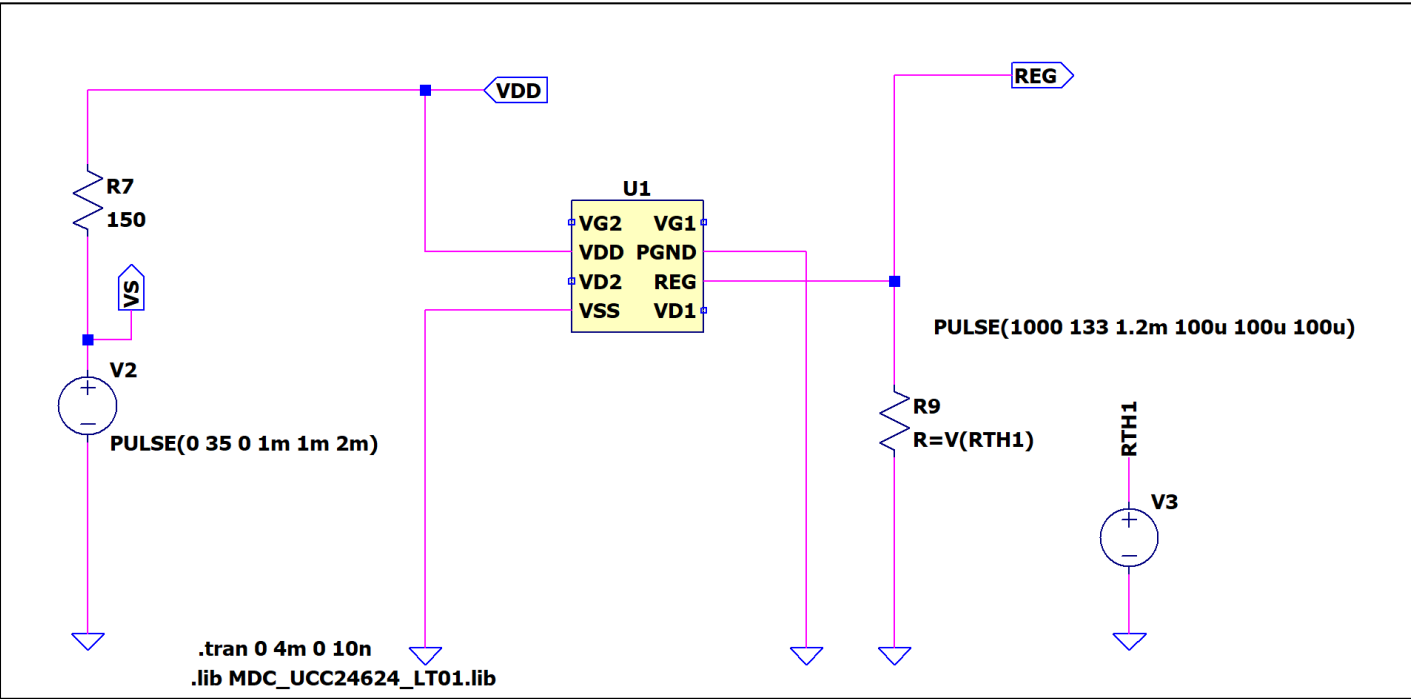 REG
VDD
R7
150
VS
U1
VG2 VG1
VDD PGND
VD2 REG
VSS VD1
PULSE(1000 133 1.2m 100u 100u 100u)
V2
PULSE(0 35 0 1m 1m 2m)
R9
R=V(RTH1)
RTH1
V3
.tran 0 4m 0 10n
.lib MDC_UCC24624_LT01.lib